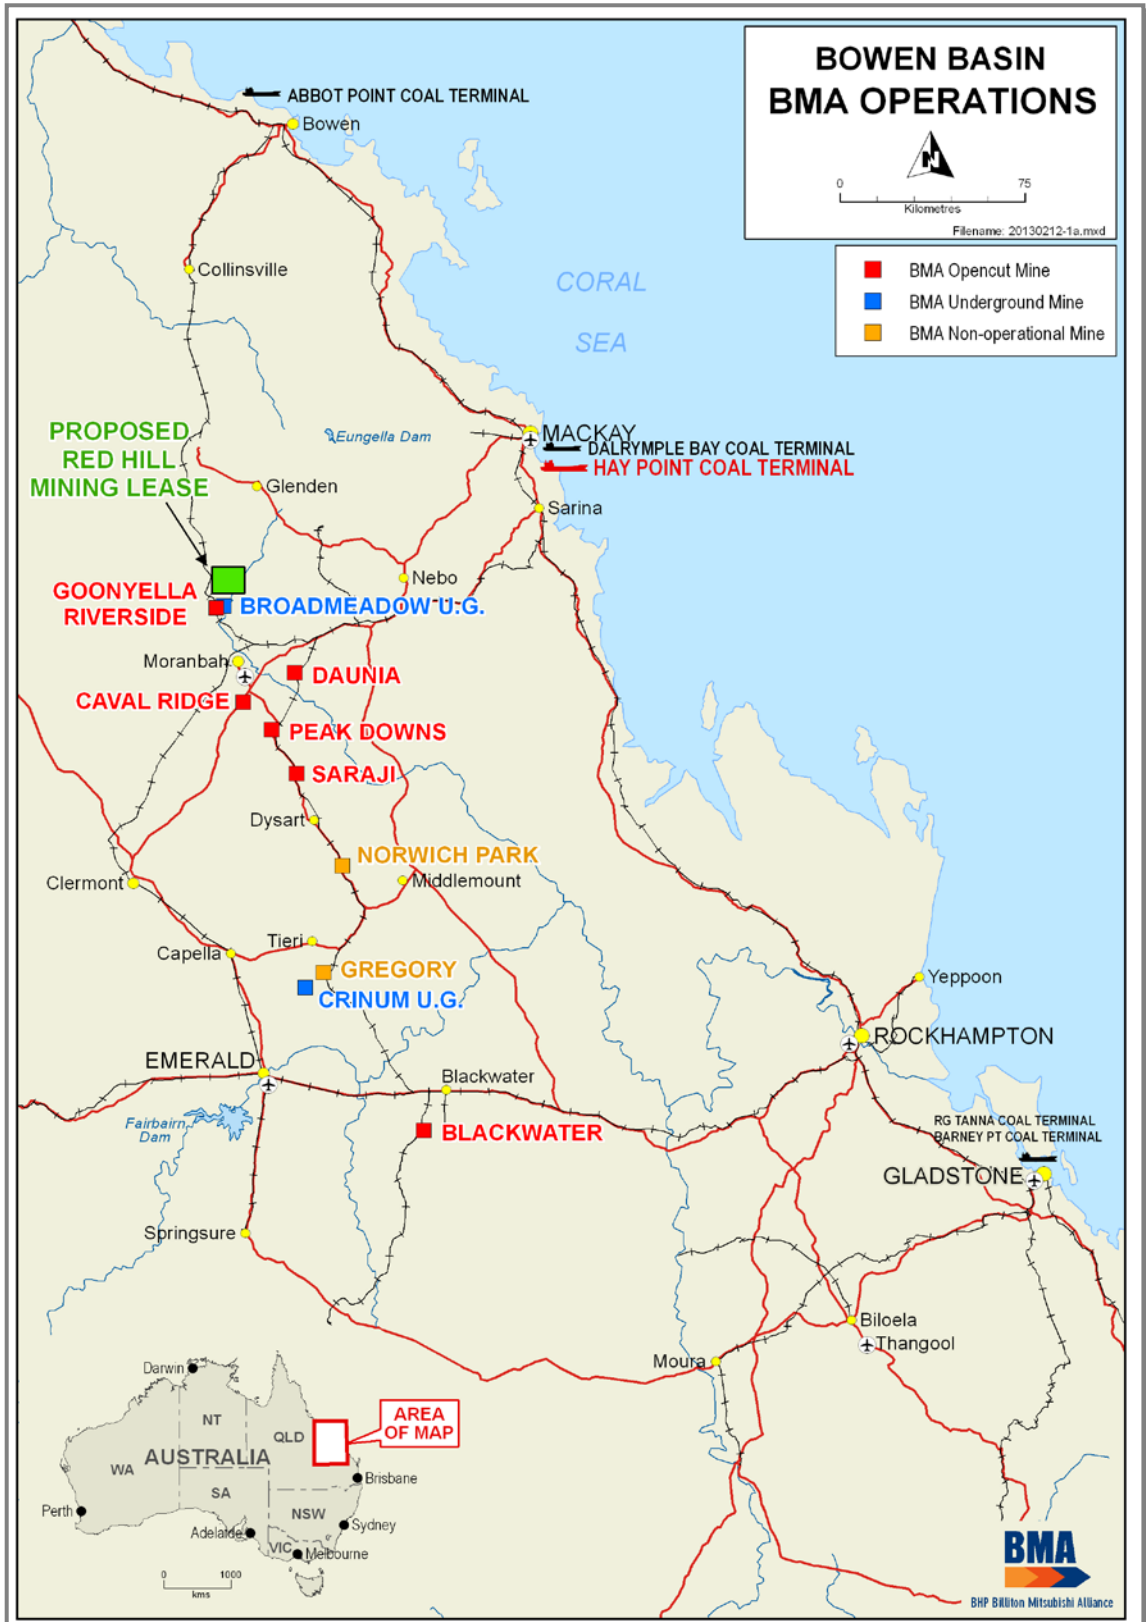 BOWEN BASIN
BMA OPERATIONS
N
0 75
Kilometres
Filename: 20130212-1a.mxd
BMA Opencut Mine
BMA Underground Mine
BMA Non-operational Mine
ABBOT POINT COAL TERMINAL
Bowen
Collinsville
CORAL
SEA
PROPOSED
RED HILL
MINING LEASE
Eungella Dam
MACKAY
DALRYMPLE BAY COAL TERMINAL
HAY POINT COAL TERMINAL
Glenden
Sarina
Nebo
GOONYELLA
RIVERSIDE
BROADMEADOW U.G.
Moranbah
DAUNIA
CAVAL RIDGE
PEAK DOWNS
SARAJI
Dysart
NORWICH PARK
Clermont
Middlemount
Tieri
Capella
GREGORY
CRINUM U.G.
Yeppoon
ROCKHAMPTON
EMERALD
Blackwater
Fairbairn
Dam
BLACKWATER
RG TANNA COAL TERMINAL
BARNEY PT COAL TERMINAL
GLADSTONE
Springsure
Biloela
Thangool
Moura
Darwin
NT
QLD
AREA
OF MAP
AUSTRALIA
WA
Brisbane
SA
NSW
Perth
Adelaide
Sydney
VIC
Melbourne
0 1000
kms
BMA
BHP Billiton Mitsubishi Alliance